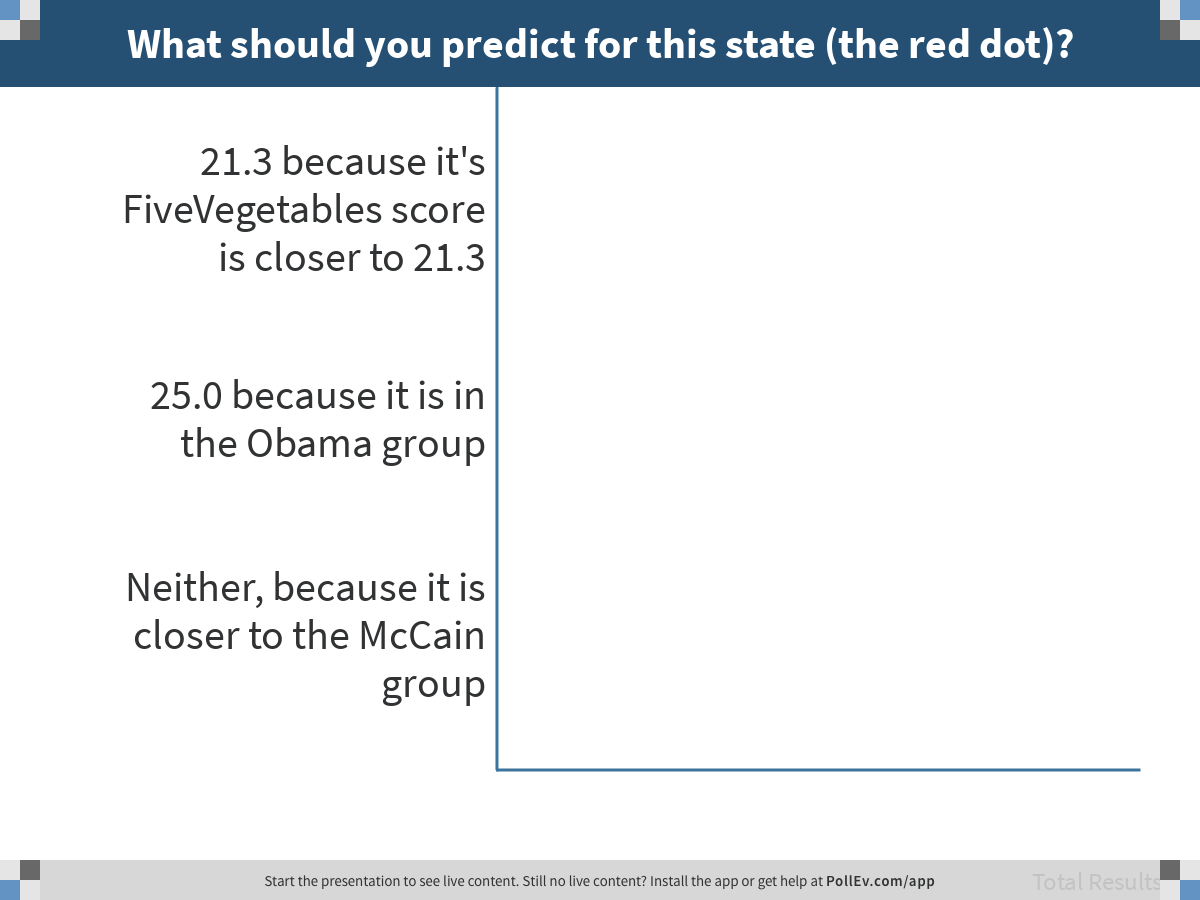 What should you predict for this state (the red dot)?
21.3 because it's
FiveVegetables score
is closer to 21.3
25.0 because it is in
the Obama group
Neither, because it is
closer to the McCain
group
Start the presentation to see live content. Still no live content? Install the app or get help at PollEv.com/app
Total Results